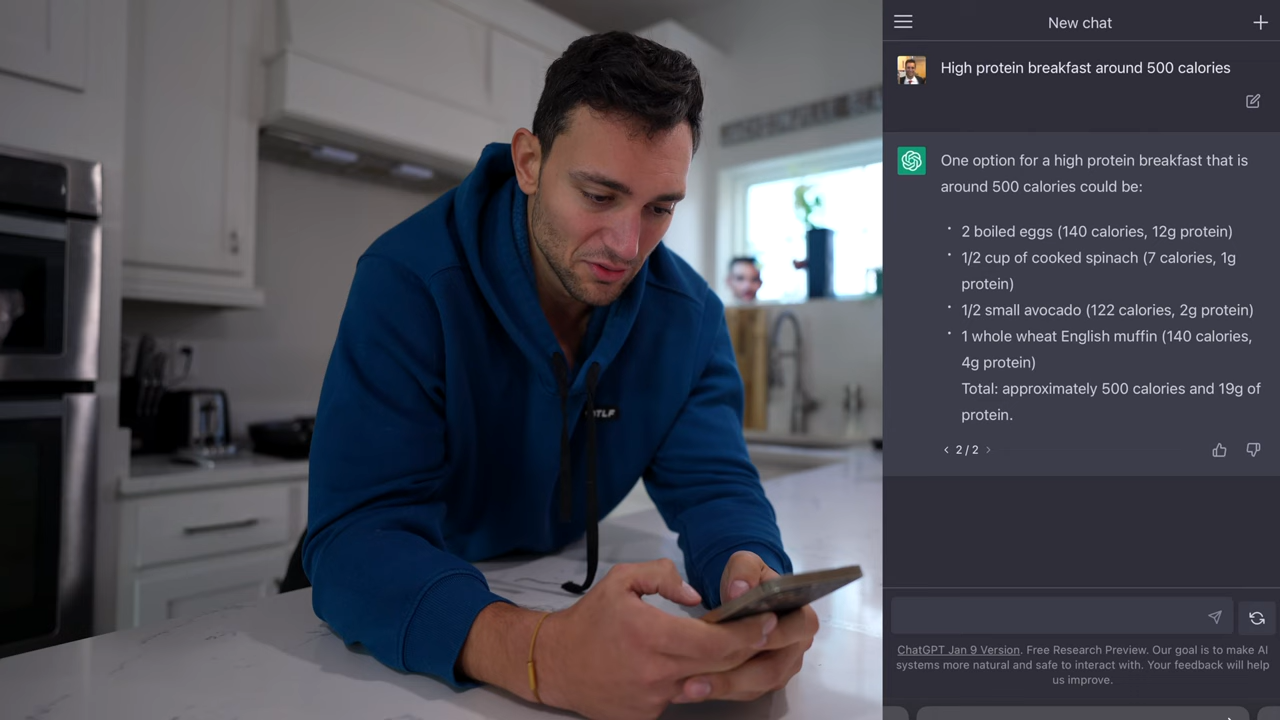 New chat
High protein breakfast around 500 calories
One option for a high protein breakfast that is
around 500 calories could be:
2 boiled eggs (140 calories, 12g protein)
1/2 cup of cooked spinach (7 calories, 1g
protein)
1/2 small avocado (122 calories, 2g protein)
1 whole wheat English muffin (140 calories,
4g protein)
Total: approximately 500 calories and 19g of
protein.
2 / 2
ChatGPT Jan 9 Version. Free Research Preview. Our goal is to make AI
systems more natural and safe to interact with. Your feedback will help
us improve.